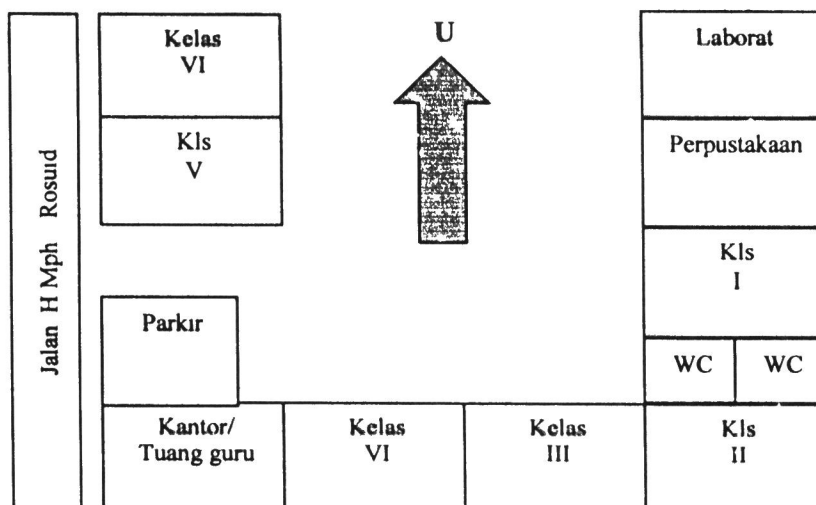 Kelas
VI
U
Laborat
Kls
V
Perpustakaan
Kls
I
Jalan H Mph Rosuid
Parkir
WC
WC
Kantor/
Tuang guru
Kelas
VI
Kelas
III
Kls
II